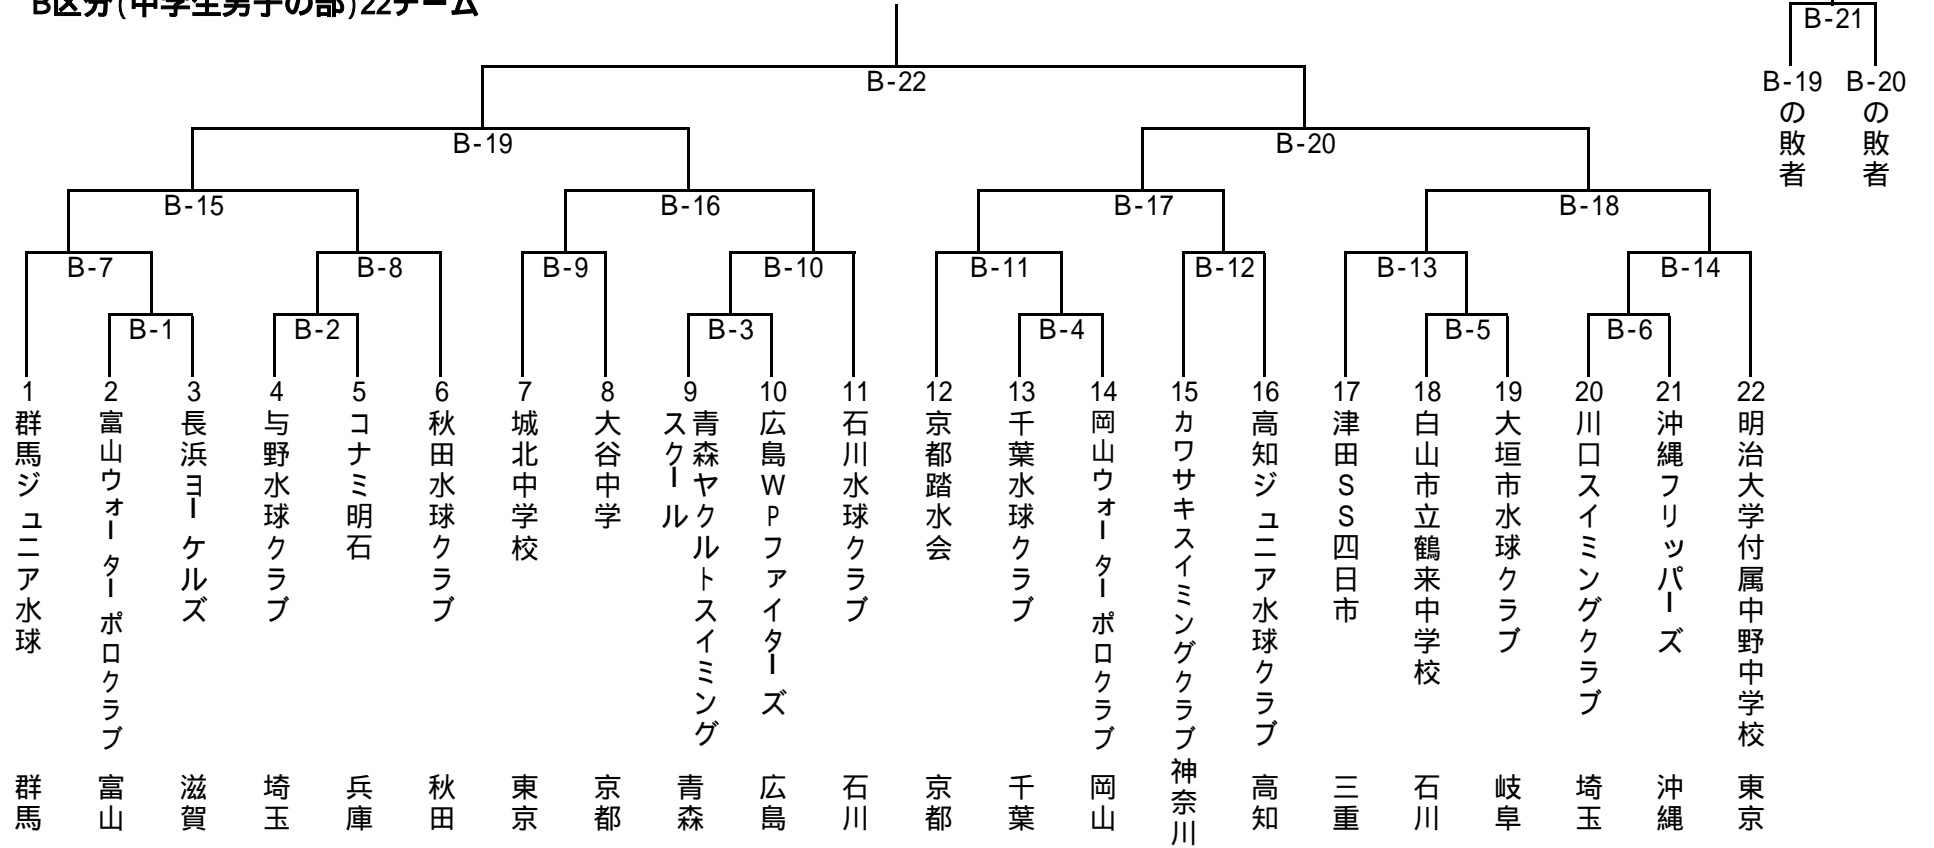 B区分(中学生男子の部)22チーム
B-21
B-22
B-19 B-20
の敗者 の敗者
B-19 B-20
B-15 B-16 B-17 B-18
B-7 B-8 B-9 B-10 B-11 B-12 B-13 B-14
B-1 B-2 B-3 B-4 B-5 B-6
1 2 3 4 5 6 7 8 9 10 11 12 13 14 15 16 17 18 19 20 21 22
群馬ジュニア水球
富山ウォーターポロクラブ
長浜ヨーケルズ
与野水球クラブ
コナミ明石
秋田水球クラブ
城北中学校
大谷中学
青森ヤクルトスイミング
スクール
広島WPファイターズ
石川水球クラブ
京都踏水会
千葉水球クラブ
岡山ウォーターポロクラブ
カワサキスイミングクラブ
高知ジュニア水球クラブ
津田SS四日市
白山市立鶴来中学校
大垣市水球クラブ
川口スイミングクラブ
沖縄フリッパーズ
明治大学付属中野中学校
群馬 富山 滋賀 埼玉 兵庫 秋田 東京 京都 青森 広島 石川 京都 千葉 岡山 神奈川 高知 三重 石川 岐阜 埼玉 沖縄 東京